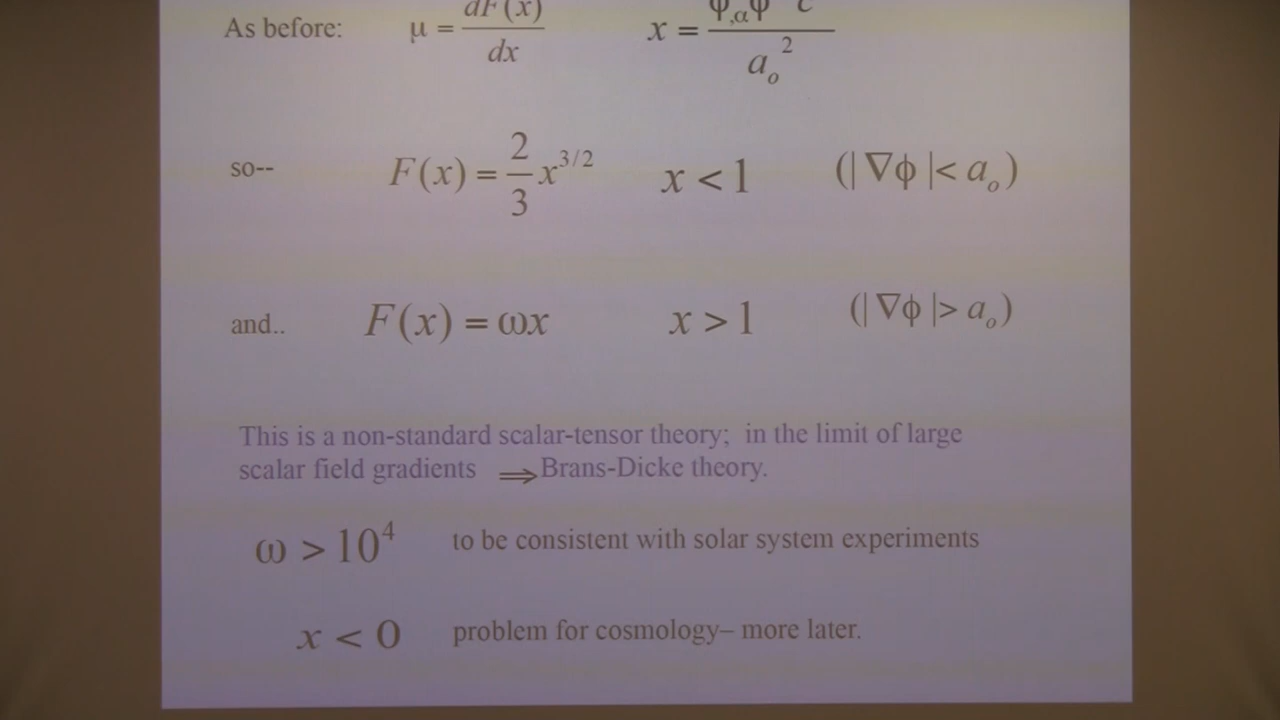 As before: μ = dF(x)/dx x = φ,αφ c / a_o^2
so-- F(x) = 2/3 x^{3/2} x < 1 (|∇ϕ|< a_o)
and.. F(x) = ωx x > 1 (|∇ϕ|> a_o)
This is a non-standard scalar-tensor theory; in the limit of large
scalar field gradients ⇒ Brans-Dicke theory.
ω > 10^4 to be consistent with solar system experiments
x < 0 problem for cosmology– more later.